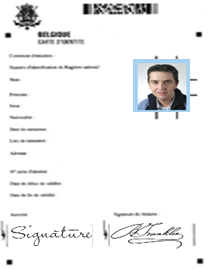 BELGIQUE
CARTE D'IDENTITE
Commune d'émission:
Numéro d'identification du Registre national:
Nom:
Prénoms:
Sexe:
Nationalité:
Date de naissance:
Lieu de naissance:
Adresse:
N° carte d'identité:
Date de début de validité:
Date de fin de validité:
Autorité: Signature du titulaire:
Signature B. Franklin